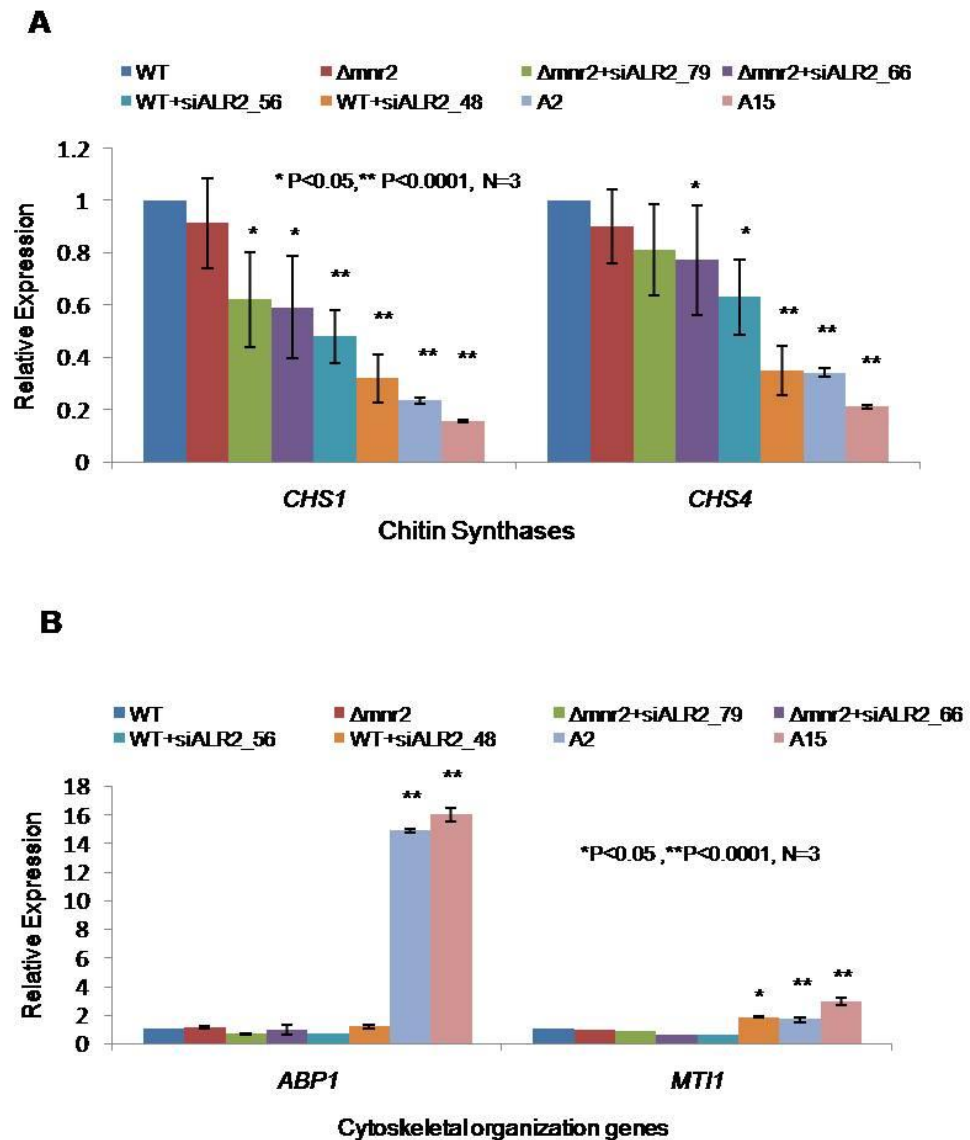 A
WT Δmnr2 Δmnr2+siALR2_79 Δmnr2+siALR2_66
WT+siALR2_56 WT+siALR2_48 A2 A15
1.2
1
0.8
0.6
0.4
0.2
0
Relative Expression
* P<0.05,** P<0.0001, N=3
* * ** ** ** **
* * ** ** **
CHS1 CHS4
Chitin Synthases
B
WT Δmnr2 Δmnr2+siALR2_79 Δmnr2+siALR2_66
WT+siALR2_56 WT+siALR2_48 A2 A15
18
16
14
12
10
8
6
4
2
0
Relative Expression
** **
*P<0.05 ,**P<0.0001, N=3
* ** **
ABP1 MTI1
Cytoskeletal organization genes